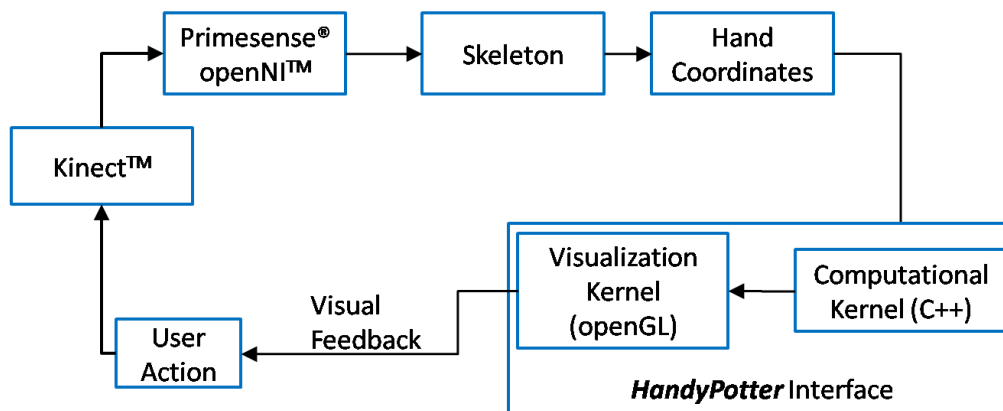 Primesense®
openNI™
Skeleton
Hand
Coordinates
Kinect™
Visualization
Kernel
(openGL)
Computational
Kernel (C++)
Visual
Feedback
User
Action
HandyPotter Interface